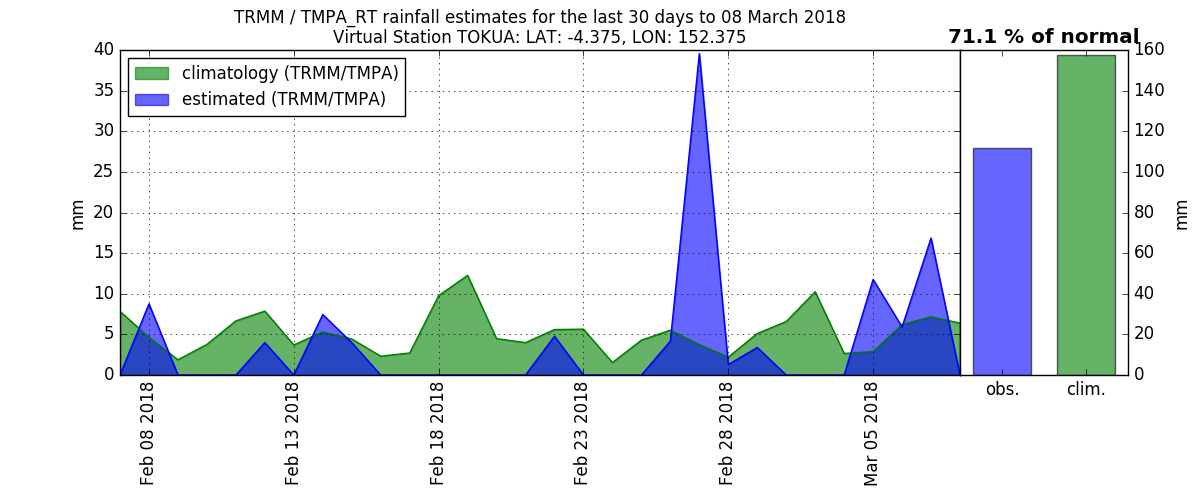 TRMM / TMPA_RT rainfall estimates for the last 30 days to 08 March 2018
Virtual Station TOKUA: LAT: -4.375, LON: 152.375
71.1 % of normal
climatology (TRMM/TMPA)
estimated (TRMM/TMPA)
40
35
30
25
20
15
10
5
0
mm
Feb 08 2018
Feb 13 2018
Feb 18 2018
Feb 23 2018
Feb 28 2018
Mar 05 2018
160
140
120
100
80
60
40
20
0
mm
obs.
clim.